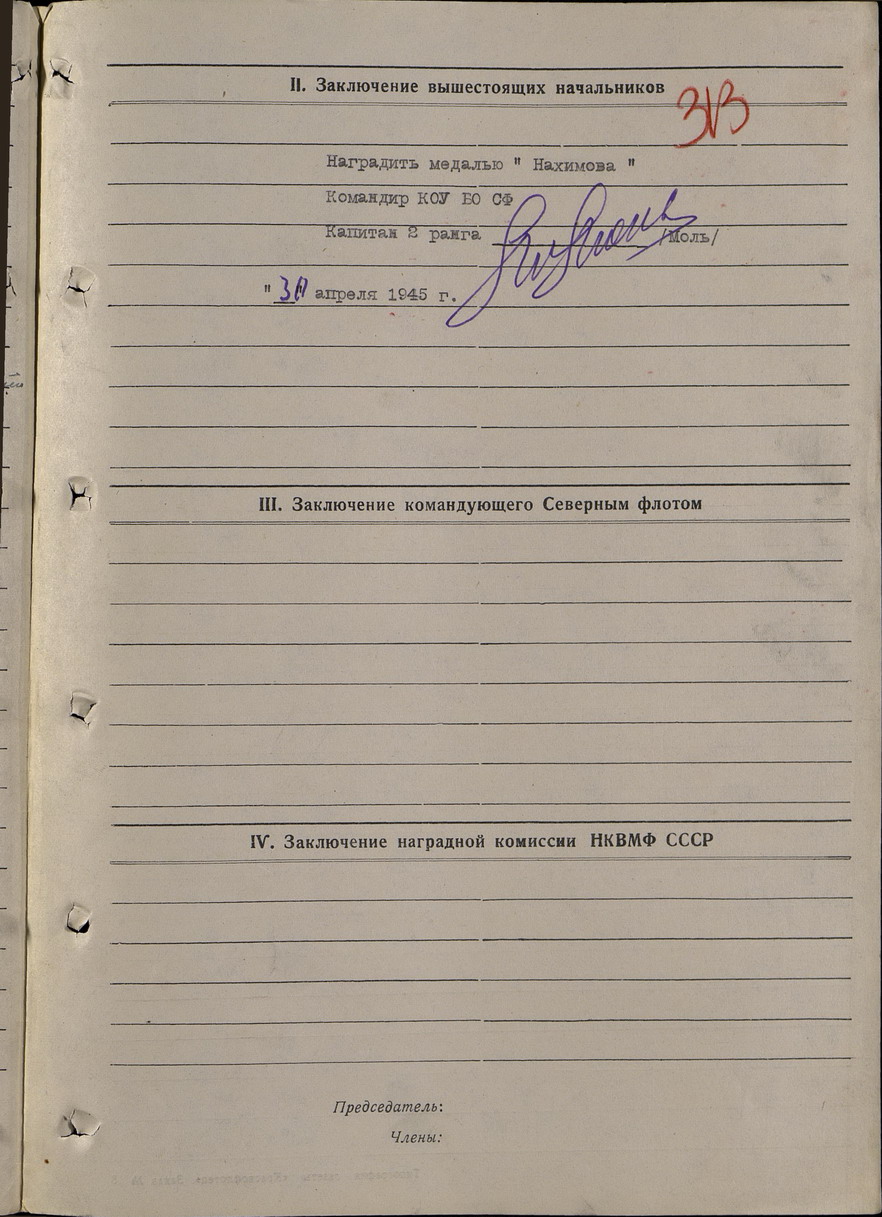 II. Заключение вышестоящих начальников
313
Наградить медалью " Нахимова "
Командир КОУ БО СФ
Капитан 2 ранга /Моль/
" 30 " апреля 1945 г.
III. Заключение командующего Северным флотом
IV. Заключение наградной комиссии НКВМФ СССР
Председатель:
Члены: